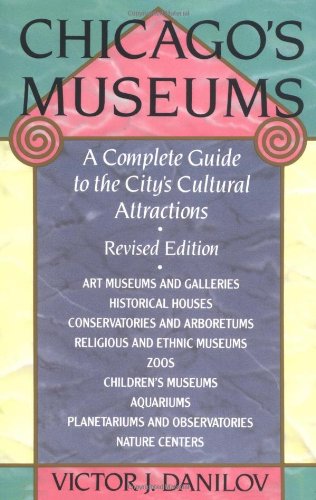 CHICAGO'S
MUSEUMS
A Complete Guide
to the City's Cultural
Attractions
•
Revised Edition
•
ART MUSEUMS AND GALLERIES
HISTORICAL HOUSES
CONSERVATORIES AND ARBORETUMS
RELIGIOUS AND ETHNIC MUSEUMS
ZOOS
CHILDREN'S MUSEUMS
AQUARIUMS
PLANETARIUMS AND OBSERVATORIES
NATURE CENTERS
VICTOR J. DANILOV